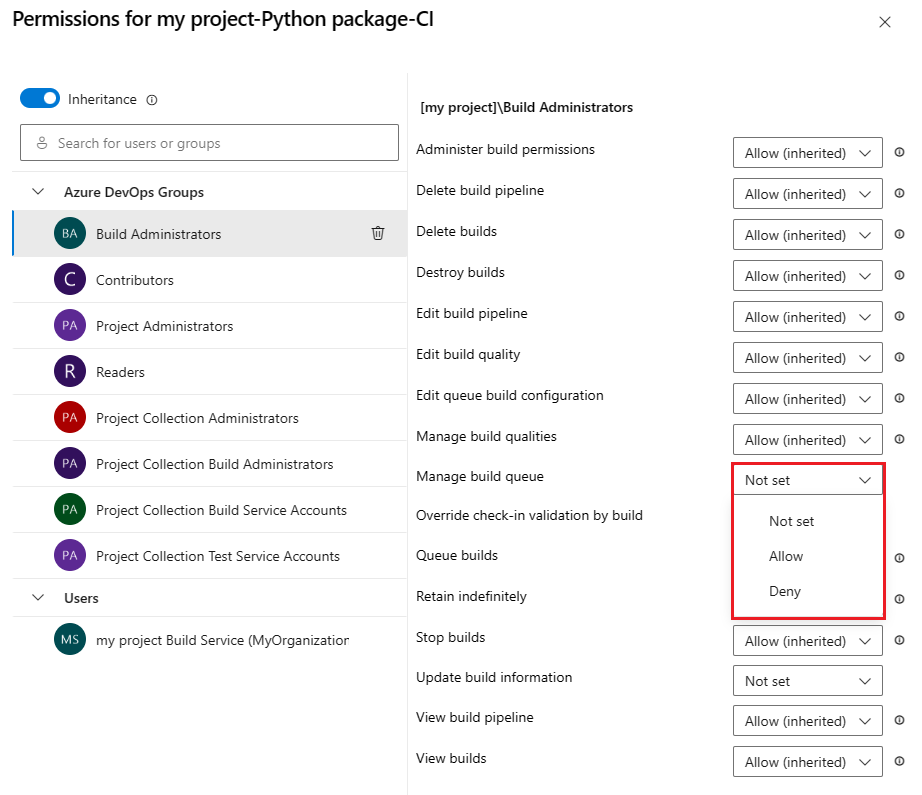 Permissions for my project-Python package-CI
Inheritance
Search for users or groups
Azure DevOps Groups
BA Build Administrators
C Contributors
PA Project Administrators
R Readers
PA Project Collection Administrators
PA Project Collection Build Administrators
PA Project Collection Build Service Accounts
PA Project Collection Test Service Accounts
Users
MS my project Build Service (MyOrganization
[my project]\Build Administrators
Administer build permissions Allow (inherited)
Delete build pipeline Allow (inherited)
Delete builds Allow (inherited)
Destroy builds Allow (inherited)
Edit build pipeline Allow (inherited)
Edit build quality Allow (inherited)
Edit queue build configuration Allow (inherited)
Manage build qualities Allow (inherited)
Manage build queue Not set
Override check-in validation by build Not set
Queue builds Allow
Retain indefinitely Deny
Stop builds Allow (inherited)
Update build information Not set
View build pipeline Allow (inherited)
View builds Allow (inherited)